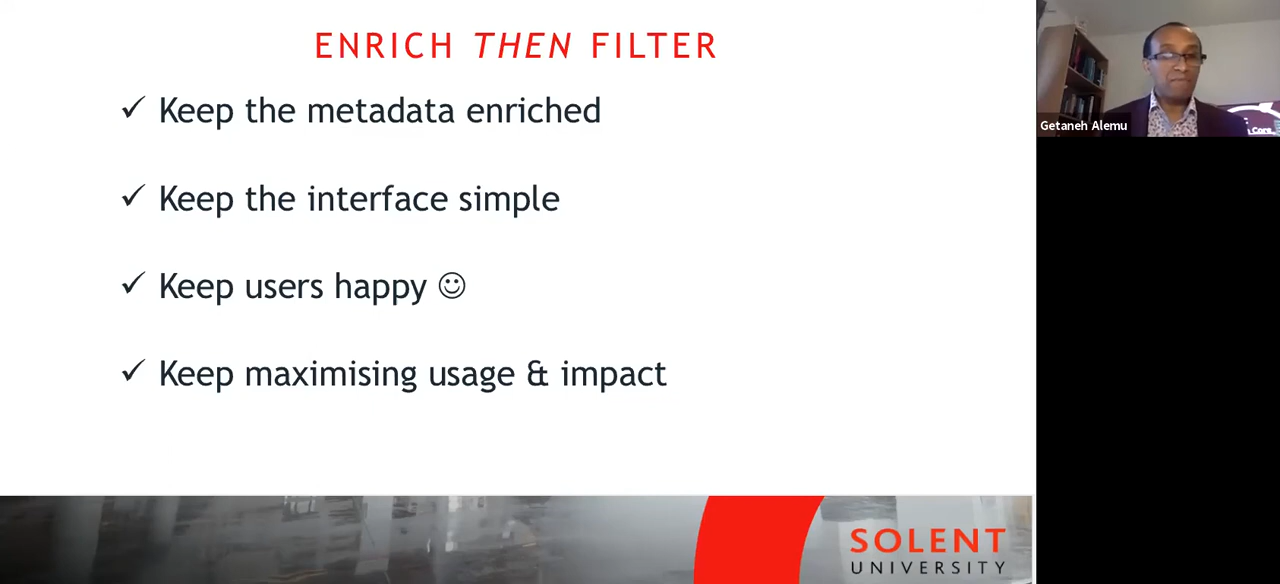 ENRICH THEN FILTER
✓ Keep the metadata enriched
✓ Keep the interface simple
✓ Keep users happy ☺
✓ Keep maximising usage & impact
SOLENT
UNIVERSITY
Getaneh Alemu
Core